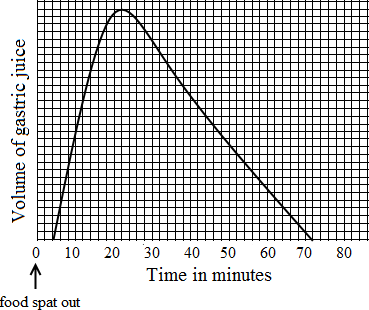 Volume of gastric juice
0 10 20 30 40 50 60 70 80
Time in minutes
food spat out